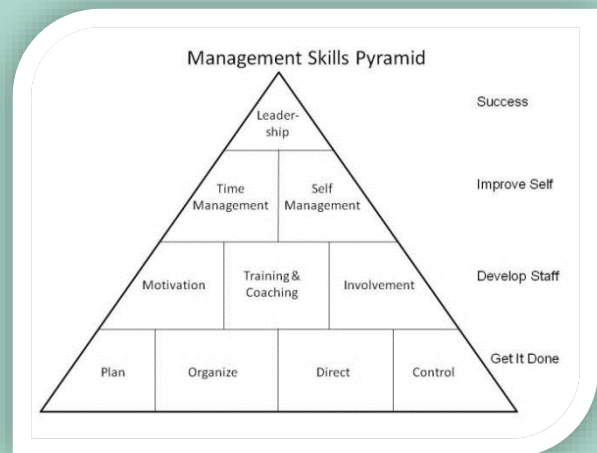 Management Skills Pyramid
Leader-
ship
Success
Time
Management
Self
Management
Improve Self
Motivation
Training &
Coaching
Involvement
Develop Staff
Plan
Organize
Direct
Control
Get It Done